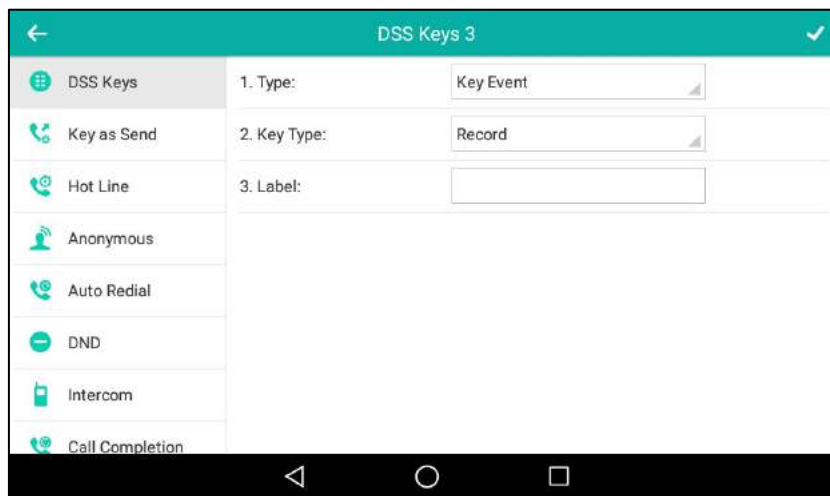 DSS Keys 3
DSS Keys
1. Type:
Key Event
Key as Send
2. Key Type:
Record
Hot Line
3. Label:
Anonymous
Auto Redial
DND
Intercom
Call Completion